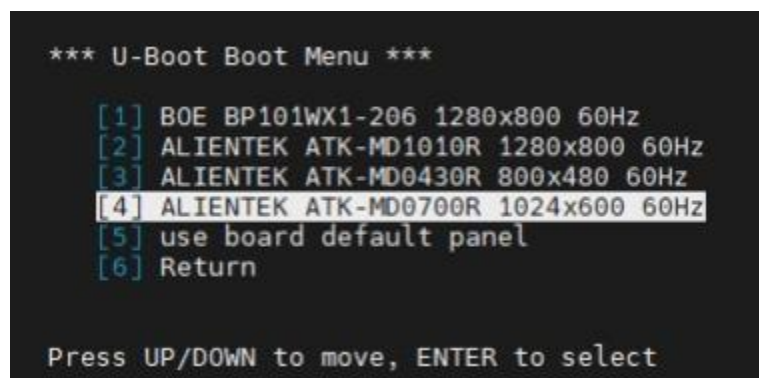 *** U-Boot Boot Menu ***
[1] BOE BP101WX1-206 1280x800 60Hz
[2] ALIENTEK ATK-MD1010R 1280x800 60Hz
[3] ALIENTEK ATK-MD0430R 800x480 60Hz
[4] ALIENTEK ATK-MD0700R 1024x600 60Hz
[5] use board default panel
[6] Return
Press UP/DOWN to move, ENTER to select